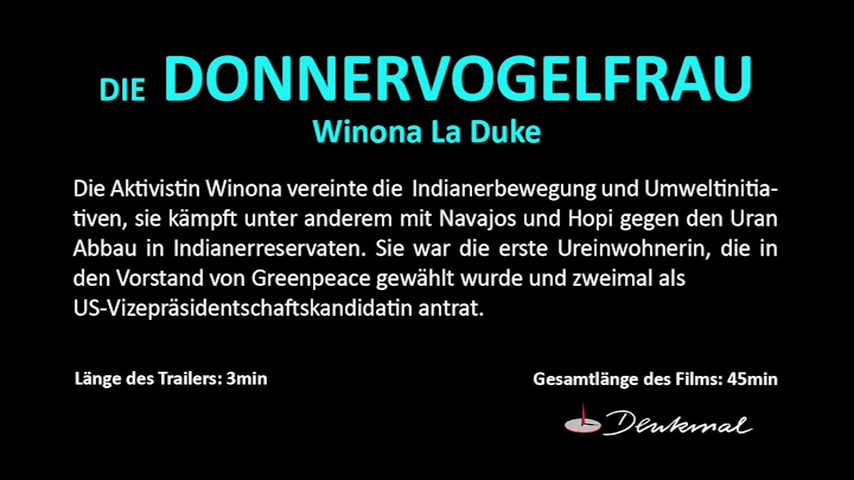 DIE DONNERVOGELFRAU
Winona La Duke
Die Aktivistin Winona vereinte die Indianerbewegung und Umweltinitia-
tiven, sie kämpft unter anderem mit Navajos und Hopi gegen den Uran
Abbau in Indianerreservaten. Sie war die erste Ureinwohnerin, die in
den Vorstand von Greenpeace gewählt wurde und zweimal als
US-Vizepräsidentschaftskandidatin antrat.
Länge des Trailers: 3min
Gesamtlänge des Films: 45min
Denkmal